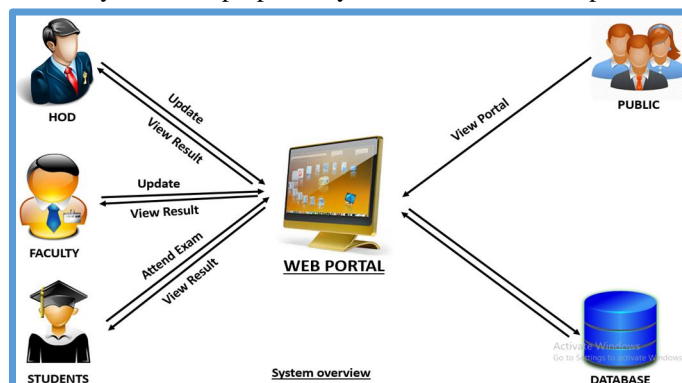 HOD
Update
View Result
PUBLIC
View Portal
Update
View Result
FACULTY
Attend Exam
View Result
WEB PORTAL
STUDENTS
System overview
Activate Windows
Go to Settings to activate Windows
DATABASE